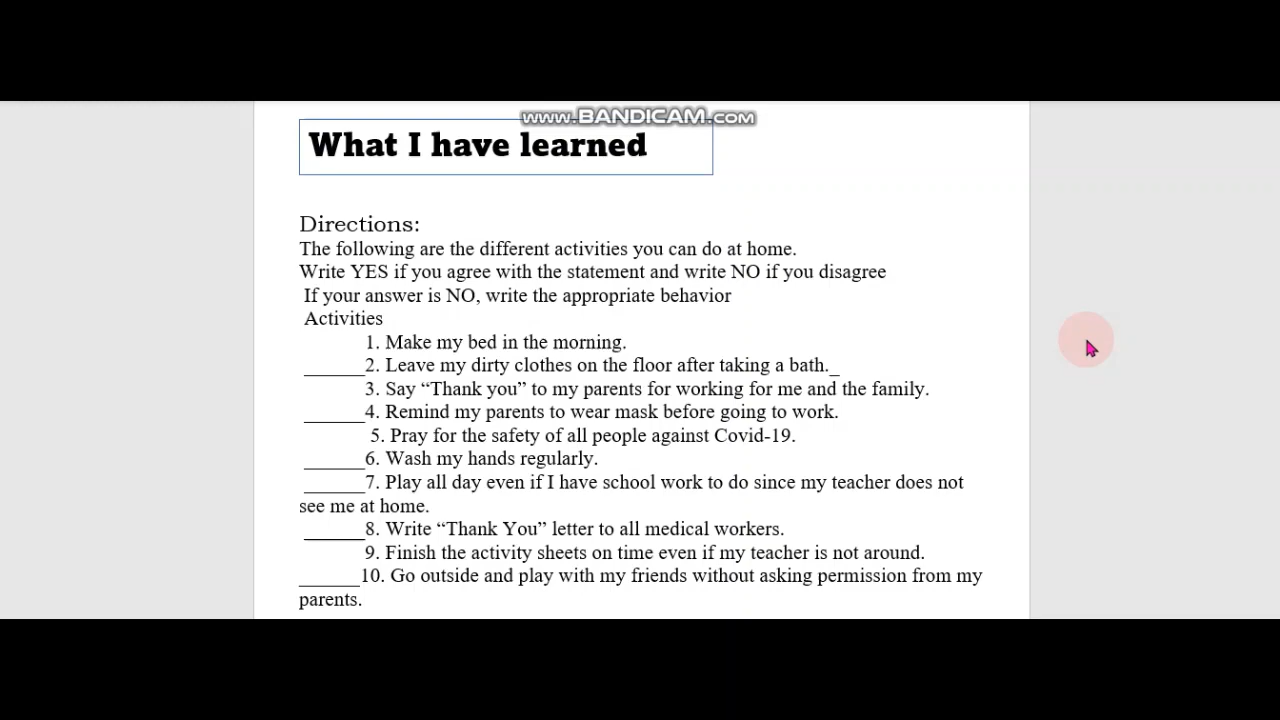 www.BANDICAM.COM
What I have learned
Directions:
The following are the different activities you can do at home.
Write YES if you agree with the statement and write NO if you disagree
If your answer is NO, write the appropriate behavior
Activities
1. Make my bed in the morning.
______2. Leave my dirty clothes on the floor after taking a bath._
3. Say “Thank you” to my parents for working for me and the family.
______4. Remind my parents to wear mask before going to work.
5. Pray for the safety of all people against Covid-19.
______6. Wash my hands regularly.
______7. Play all day even if I have school work to do since my teacher does not
see me at home.
______8. Write “Thank You” letter to all medical workers.
9. Finish the activity sheets on time even if my teacher is not around.
______10. Go outside and play with my friends without asking permission from my
parents.